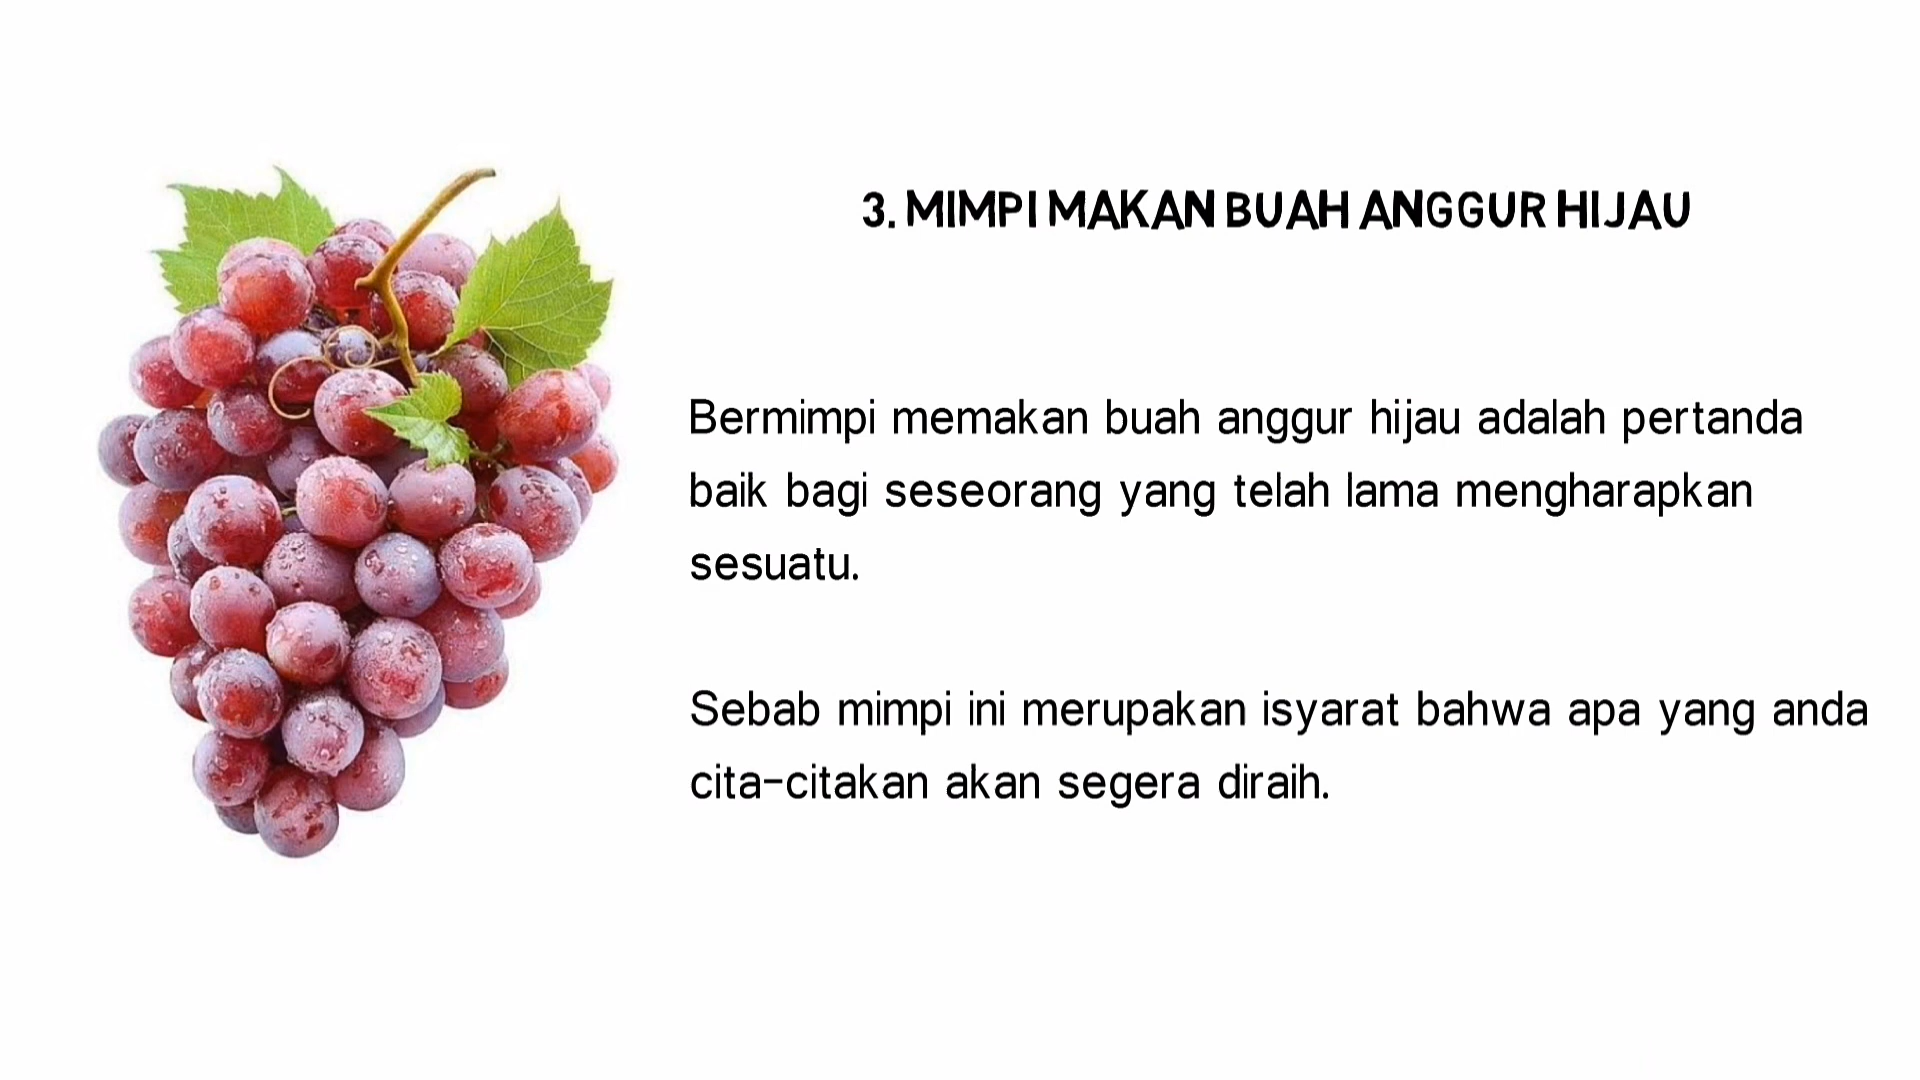 3. MIMPI MAKAN BUAH ANGGUR HIJAU
Bermimpi memakan buah anggur hijau adalah pertanda
baik bagi seseorang yang telah lama mengharapkan
sesuatu.
Sebab mimpi ini merupakan isyarat bahwa apa yang anda
cita-citakan akan segera diraih.